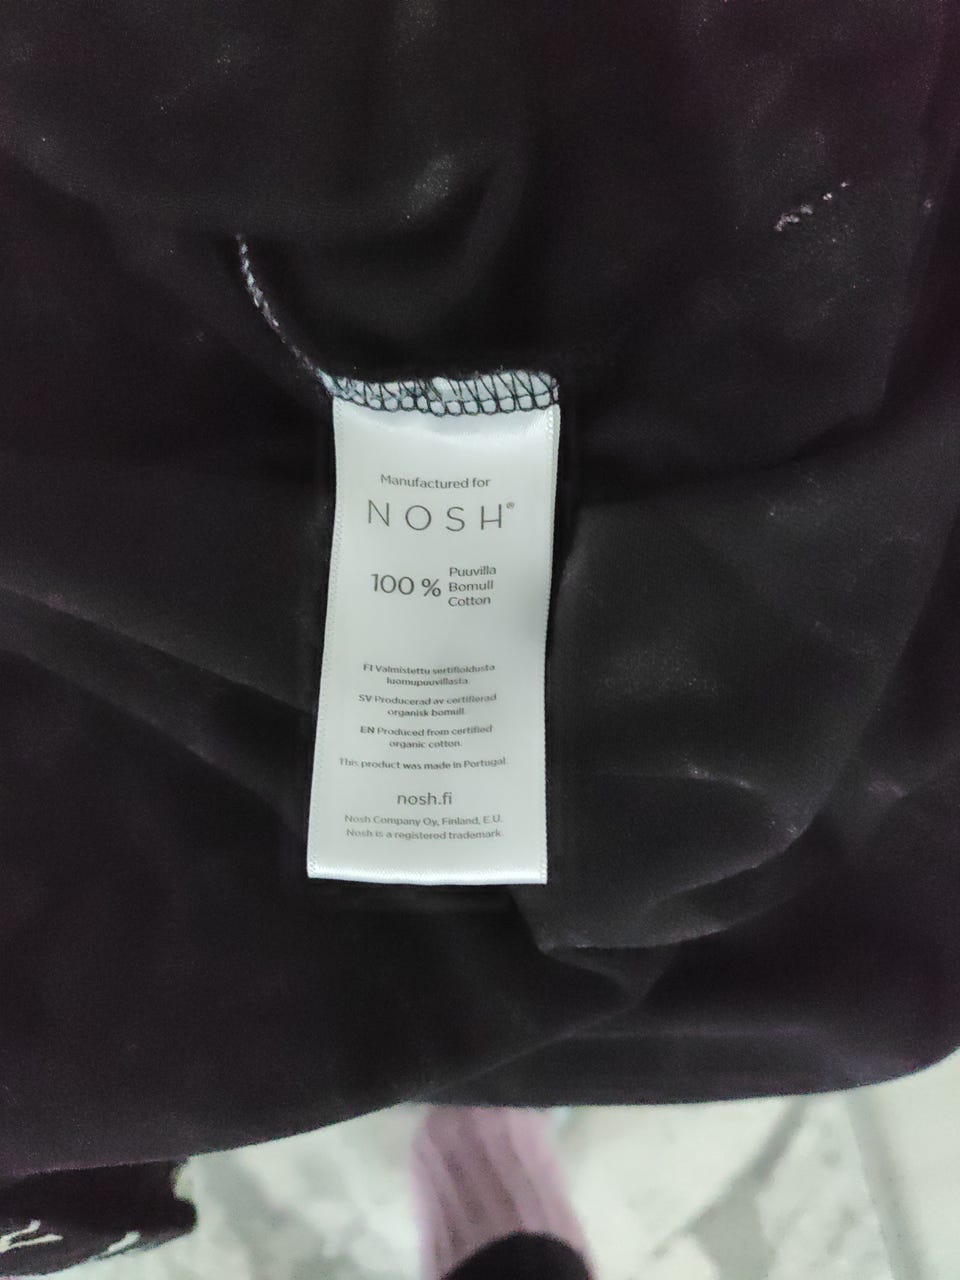 Manufactured for
NOSH®
100 %
Puuvilla
Bomull
Cotton
FI Valmistettu sertifioidusta
luomupuuvillasta.
SV Producerad av certifierad
organisk bomull.
EN Produced from certified
organic cotton.
This product was made in Portugal.
nosh.fi
Nosh Company Oy, Finland, E.U.
Nosh is a registered trademark.